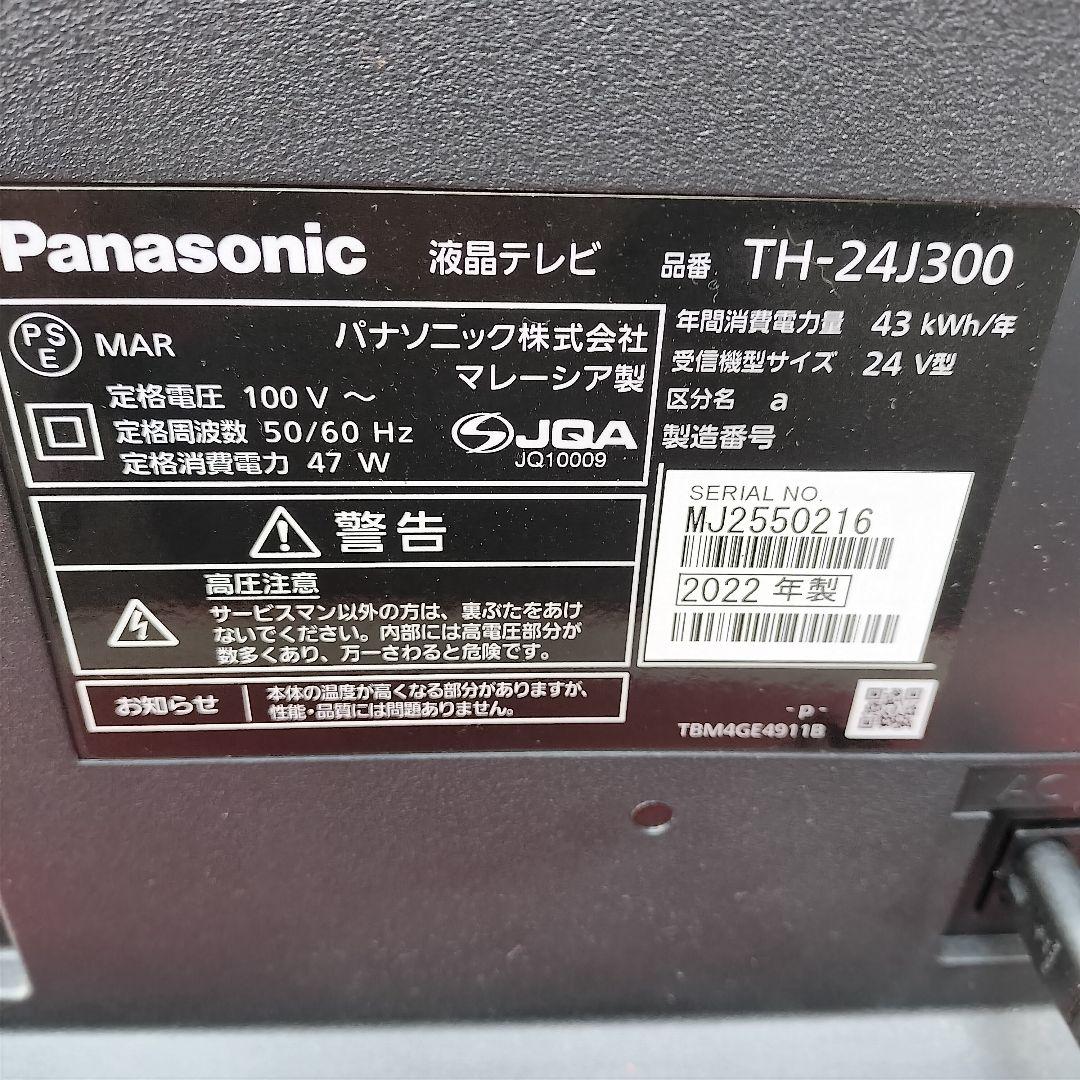 Panasonic 液晶テレビ 品番 TH-24J300
PS
E
MAR
パナソニック株式会社
マレーシア製
定格電圧 100 V ～
定格周波数 50/60 Hz
定格消費電力 47 W
JQA
JQ10009
年間消費電力量 43 kWh/年
受信機型サイズ 24 V型
区分名 a
製造番号
SERIAL NO.
MJ2550216
2022 年製
警告
高圧注意
サービスマン以外の方は、裏ぶたをあけ
ないでください。内部には高電圧部分が
数多くあり、万一さわると危険です。
お知らせ
本体の温度が高くなる部分がありますが、
性能・品質には問題ありません。
- p -
TBM4GE4911B
AC